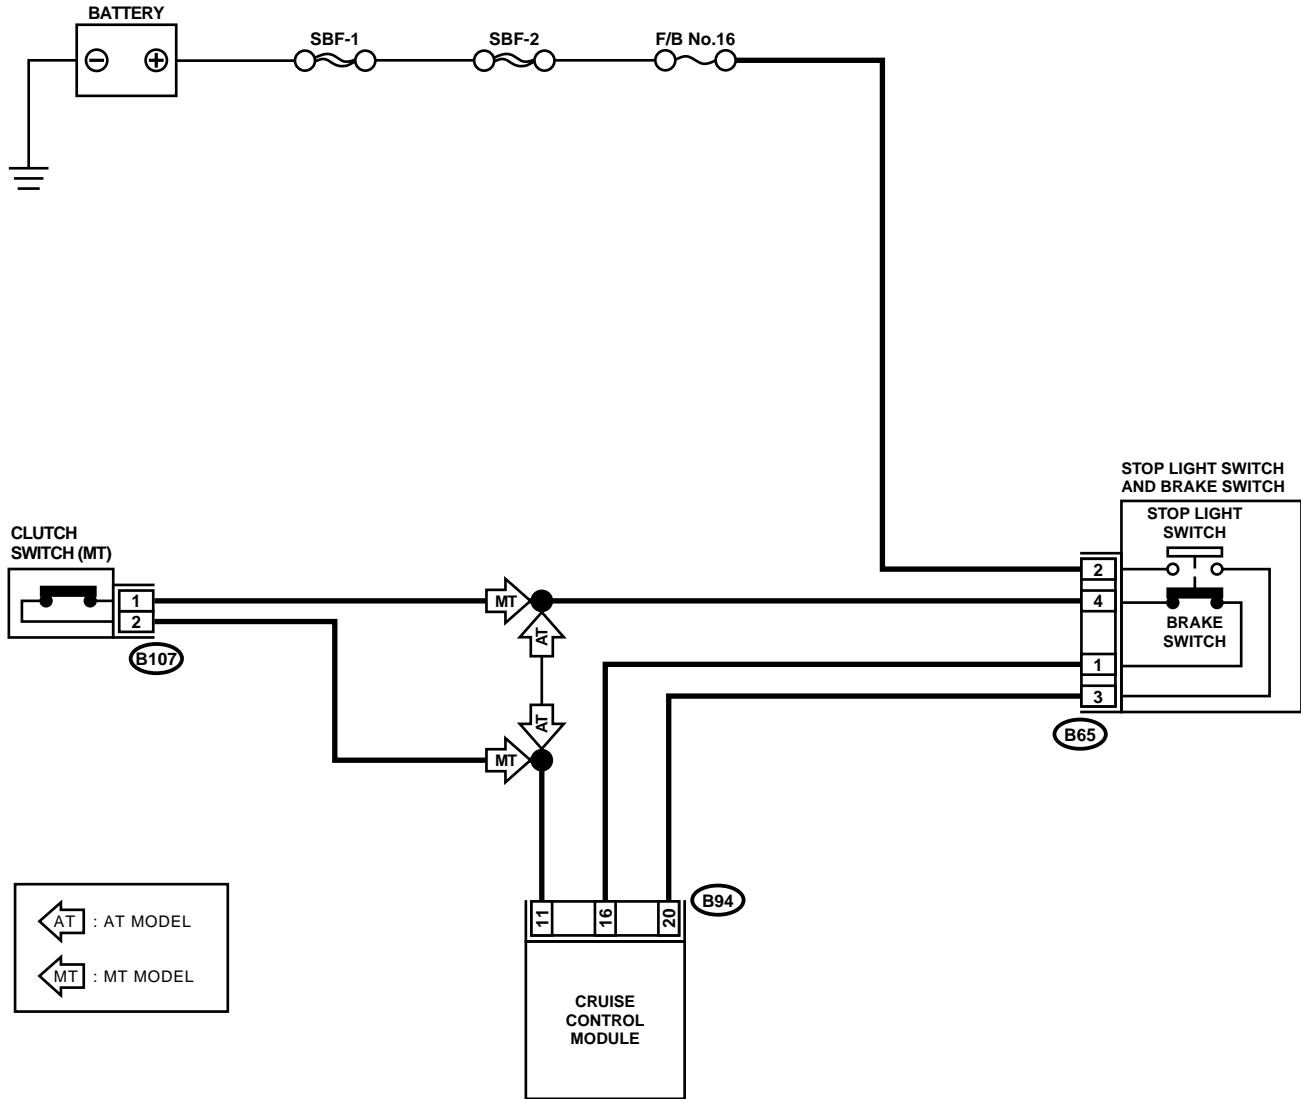 BATTERY
SBF-1
SBF-2
F/B No.16
STOP LIGHT SWITCH
AND BRAKE SWITCH
STOP LIGHT
SWITCH
2
4
BRAKE
SWITCH
1
3
B65
CLUTCH
SWITCH (MT)
1
2
B107
MT
AT
AT
MT
B94
11
16
20
CRUISE
CONTROL
MODULE
AT : AT MODEL
MT : MT MODEL